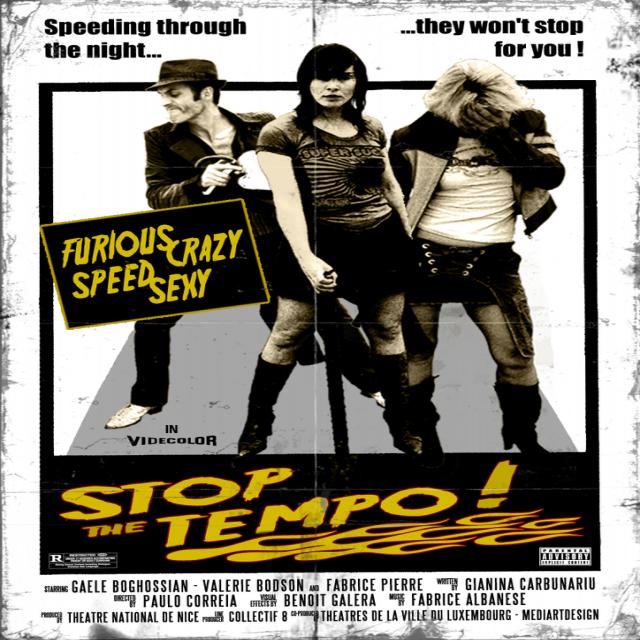 Speeding through
the night...
...they won't stop
for you !
FURIOUS CRAZY
SPEED SEXY
IN
VIDECOLOR
STOP
THE TEMPO !
R RESTRICTED
PARENTAL
ADVISORY
EXPLICIT CONTENT
STARRING GAELE BOGHOSSIAN - VALERIE BODSON AND FABRICE PIERRE WRITTEN BY GIANINA CARBUNARIU
DIRECTED BY PAULO CORREIA VISUAL EFFECTS BY BENOIT GALERA MUSIC BY FABRICE ALBANESE
PRODUCED BY THEATRE NATIONAL DE NICE LINE PRODUCER COLLECTIF 8 CO-PRODUCED THEATRES DE LA VILLE DU LUXEMBOURG - MEDIARTDESIGN